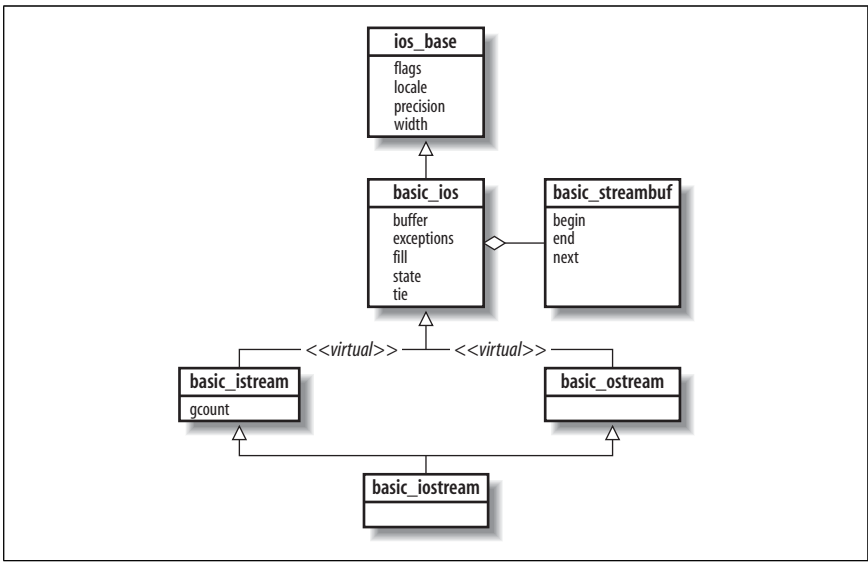 ios_base
flags
locale
precision
width
basic_ios
buffer
exceptions
fill
state
tie
basic_streambuf
begin
end
next
<<virtual>> <<virtual>>
basic_istream
gcount
basic_ostream
basic_iostream